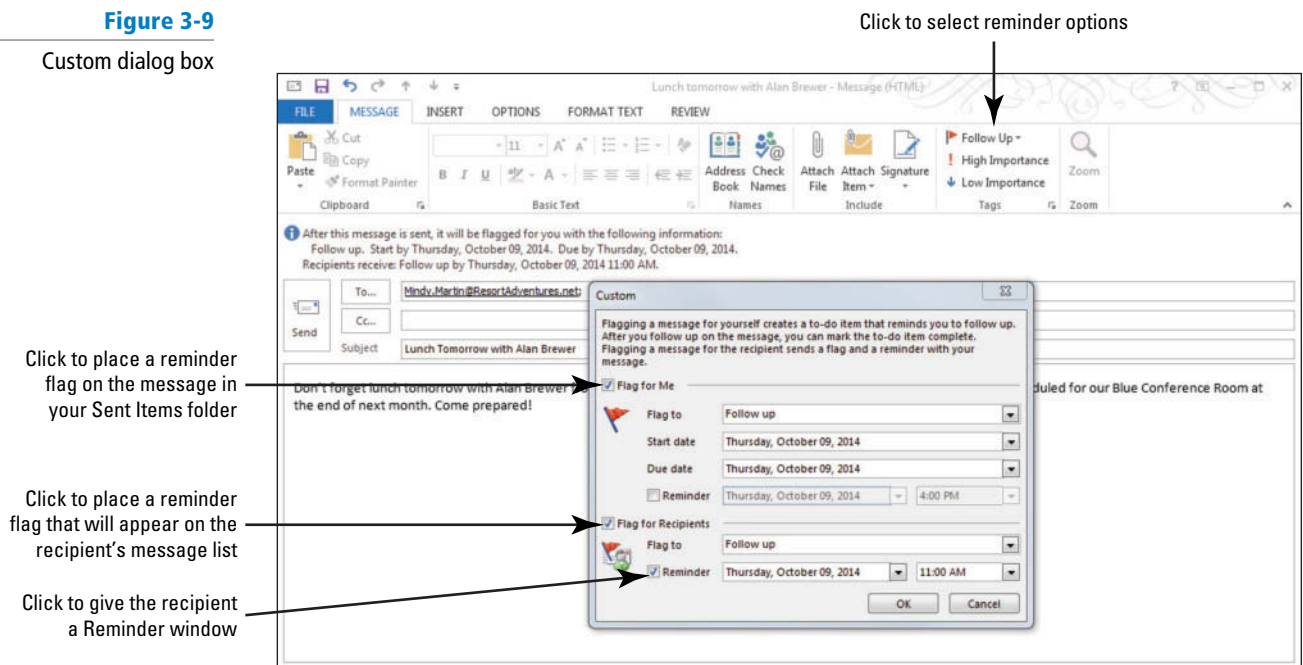 Figure 3-9
Custom dialog box
Click to select reminder options
Lunch tomorrow with Alan Brewer - Message (HTML)
FILE MESSAGE INSERT OPTIONS FORMAT TEXT REVIEW
Paste
Cut
Copy
Format Painter
Clipboard
11
B I U
Basic Text
Address Book
Check Names
Names
Attach File
Attach Item
Signature
Include
Follow Up
High Importance
Low Importance
Tags
Zoom
Zoom
After this message is sent, it will be flagged for you with the following information:
Follow up. Start by Thursday, October 09, 2014. Due by Thursday, October 09, 2014.
Recipients receive: Follow up by Thursday, October 09, 2014 11:00 AM.
Send
To... Mindy.Martin@ResortAdventures.net;
Cc...
Subject Lunch Tomorrow with Alan Brewer
Don't forget lunch tomorrow with Alan Brewer
duled for our Blue Conference Room at
the end of next month. Come prepared!
Custom
Flagging a message for yourself creates a to-do item that reminds you to follow up.
After you follow up on the message, you can mark the to-do item complete.
Flagging a message for the recipient sends a flag and a reminder with your
message.
Flag for Me
Flag to Follow up
Start date Thursday, October 09, 2014
Due date Thursday, October 09, 2014
Reminder Thursday, October 09, 2014 4:00 PM
Flag for Recipients
Flag to Follow up
Reminder Thursday, October 09, 2014 11:00 AM
OK Cancel
Click to place a reminder
flag on the message in
your Sent Items folder
Click to place a reminder
flag that will appear on the
recipient's message list
Click to give the recipient
a Reminder window